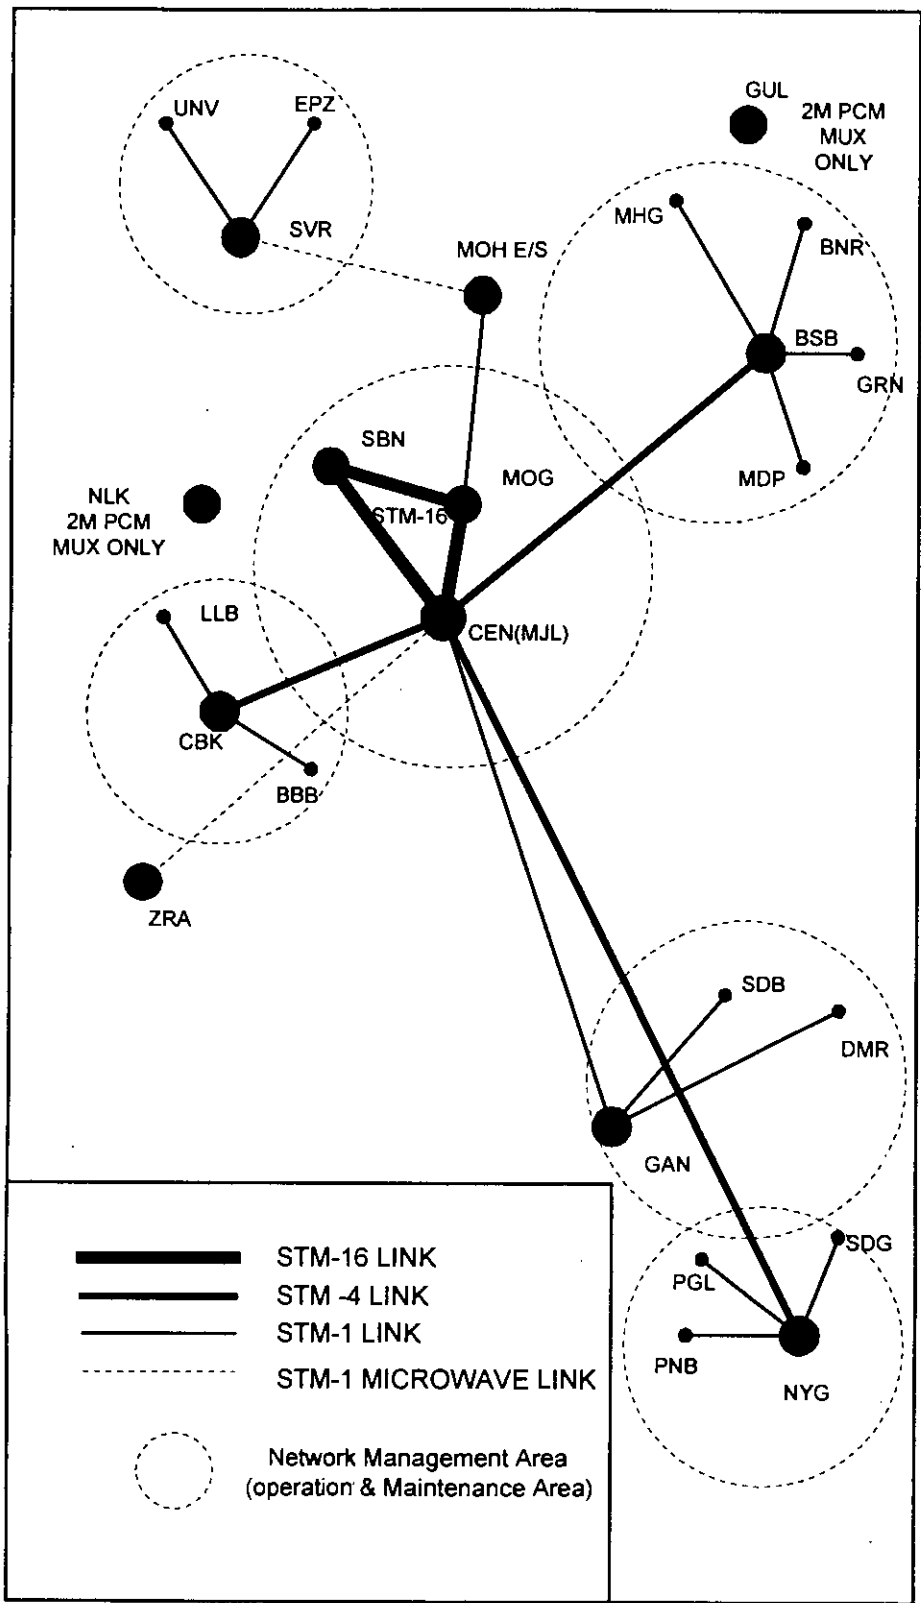 UNV
EPZ
GUL
2M PCM
MUX
ONLY
SVR
MHG
BNR
MOH E/S
BSB
GRN
SBN
MOG
MDP
NLK
2M PCM
MUX ONLY
STM-16
LLB
CEN(MJL)
CBK
BBB
ZRA
SDB
DMR
GAN
SDG
PGL
PNB
NYG
STM-16 LINK
STM -4 LINK
STM-1 LINK
STM-1 MICROWAVE LINK
Network Management Area
(operation & Maintenance Area)